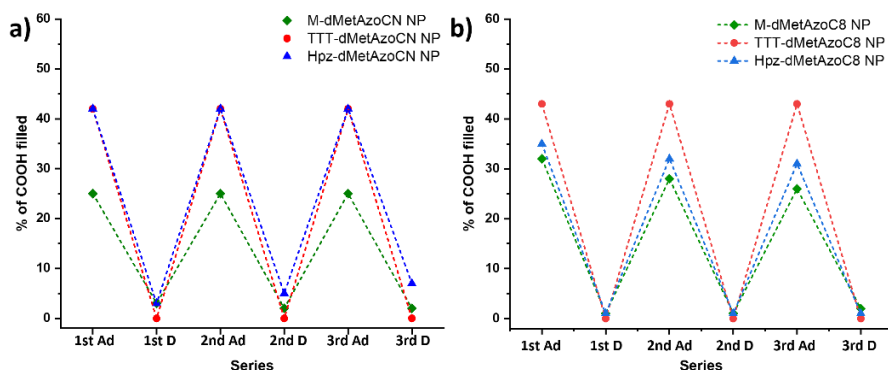 a)
% of COOH filled
60
50
40
30
20
10
0
M-dMetAzoCN NP
TTT-dMetAzoCN NP
Hpz-dMetAzoCN NP
1st Ad 1st D 2nd Ad 2nd D 3rd Ad 3rd D
Series
b)
% of COOH filled
60
50
40
30
20
10
0
M-dMetAzoC8 NP
TTT-dMetAzoC8 NP
Hpz-dMetAzoC8 NP
1st Ad 1st D 2nd Ad 2nd D 3rd Ad 3rd D
Series